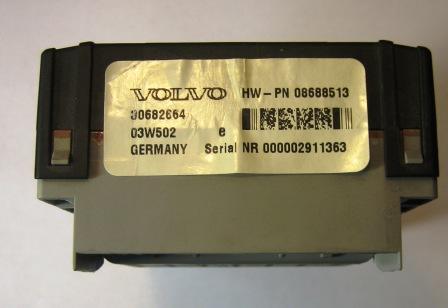 VOLVO HW-PN 08688513
30682664
03W502 e
GERMANY Serial NR 000002911363